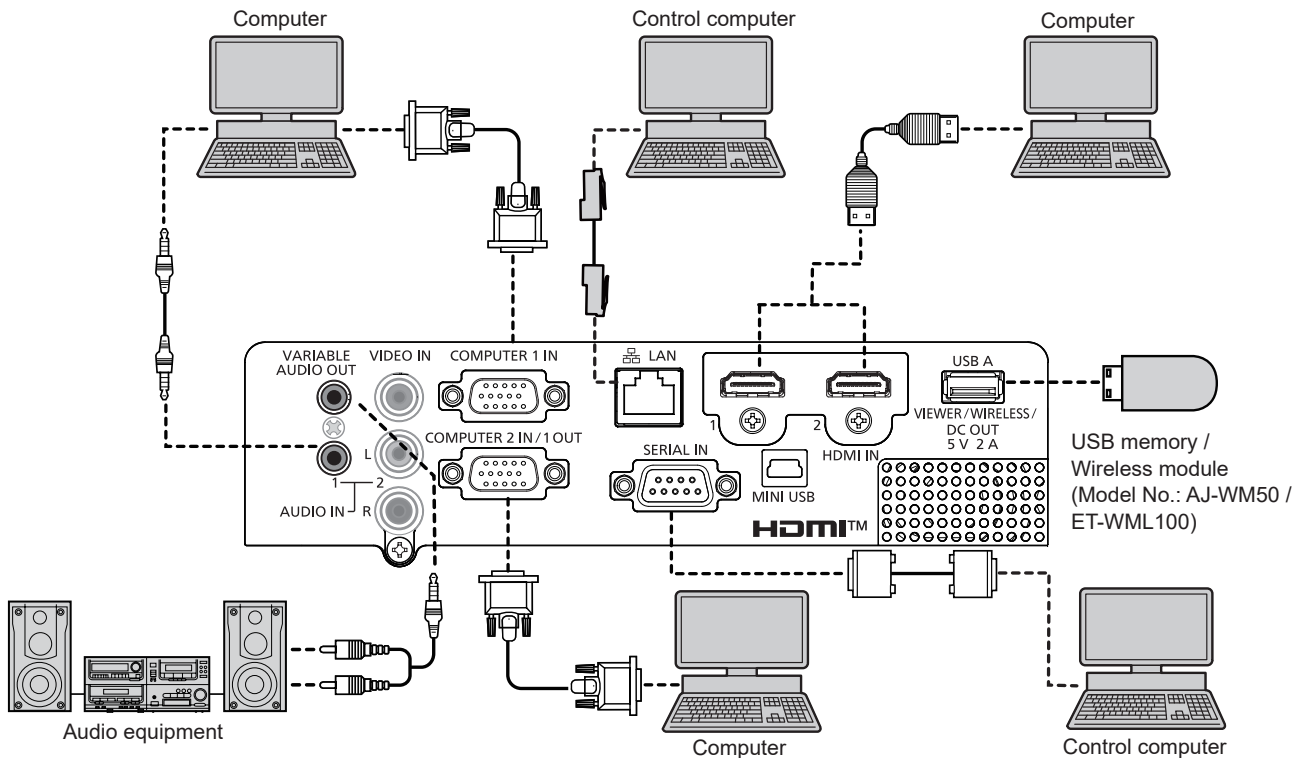 Computer
Control computer
Computer
VARIABLE
AUDIO OUT
VIDEO IN
COMPUTER 1 IN
LAN
USB A
VIEWER / WIRELESS /
DC OUT
5 V 2 A
1
2
HDMI IN
COMPUTER 2 IN / 1 OUT
SERIAL IN
MINI USB
L
1
2
AUDIO IN
R
HDMI™
USB memory /
Wireless module
(Model No.: AJ-WM50 /
ET-WML100)
Audio equipment
Computer
Control computer